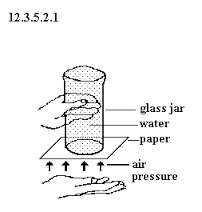 12.3.5.2.1
glass jar
water
paper
air
pressure